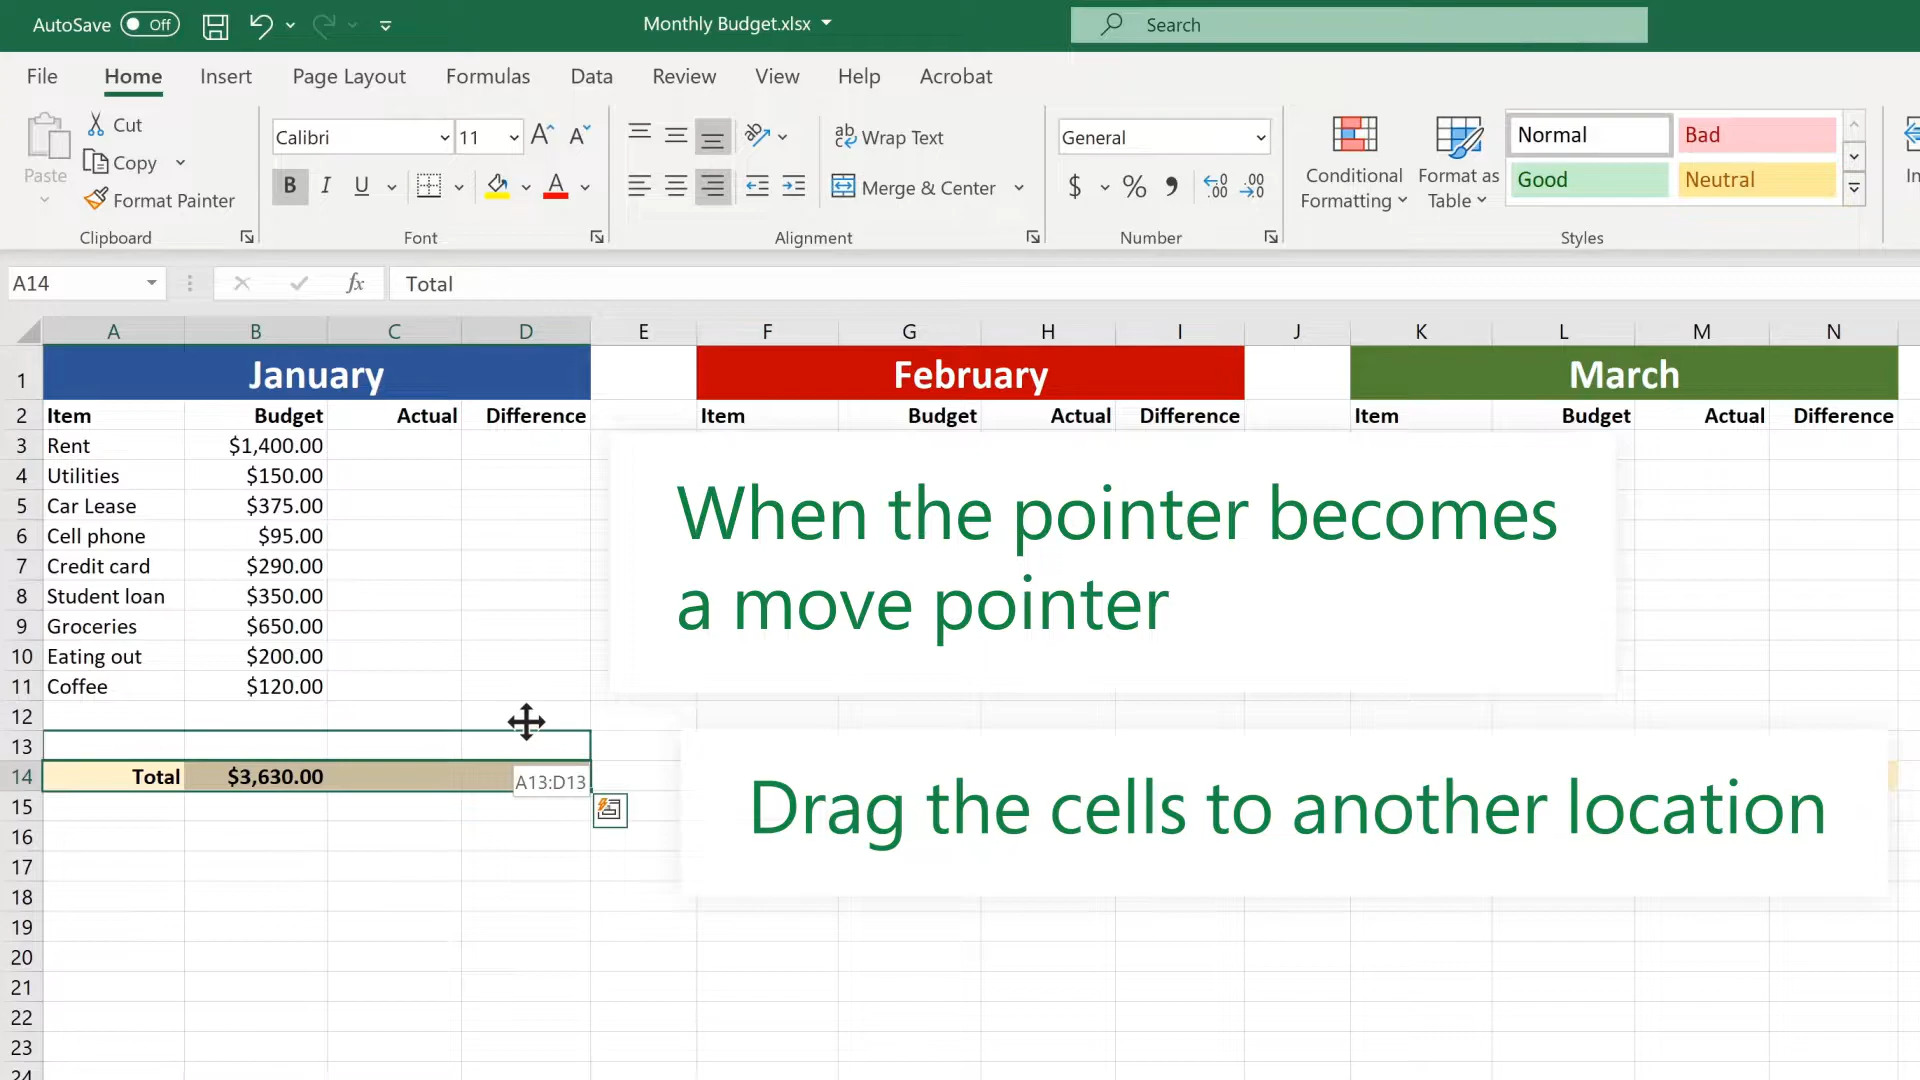 AutoSave Off Monthly Budget.xlsx Search
File Home Insert Page Layout Formulas Data Review View Help Acrobat
Paste
Cut
Copy
Format Painter
Clipboard
Calibri 11
B I U
Font
Wrap Text
Merge & Center
Alignment
General
$ % , .00 .00
Number
Conditional
Formatting
Format as
Table
Normal Bad
Good Neutral
Styles
A14 fx Total
A B C D E F G H I J K L M N
1 January February March
2 Item Budget Actual Difference Item Budget Actual Difference Item Budget Actual Difference
3 Rent $1,400.00
4 Utilities $150.00
5 Car Lease $375.00
6 Cell phone $95.00
7 Credit card $290.00
8 Student loan $350.00
9 Groceries $650.00
10 Eating out $200.00
11 Coffee $120.00
12
13
14 Total $3,630.00
A13:D13
15
16
17
18
19
20
21
22
23
24
When the pointer becomes
a move pointer
Drag the cells to another location